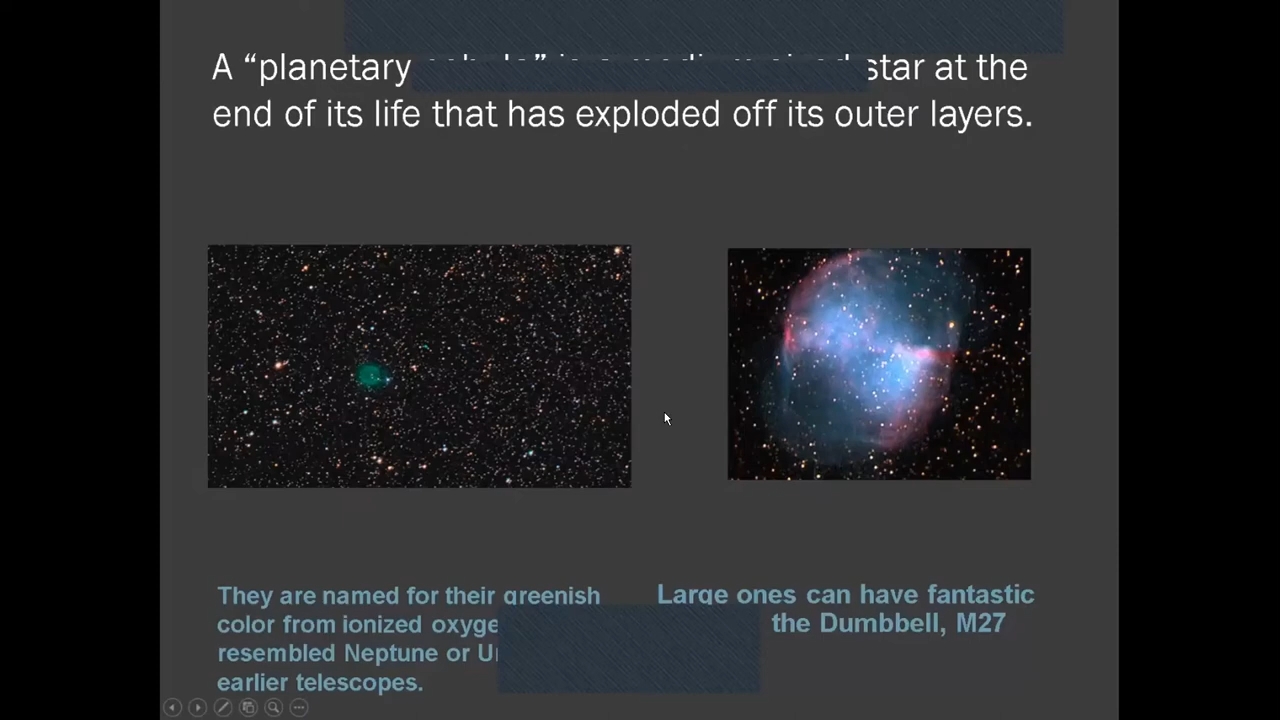 A “planetary star at the
end of its life that has exploded off its outer layers.
They are named for their greenish
color from ionized
resembled Neptune or
earlier telescopes.
Large ones can have fantastic
the Dumbbell, M27